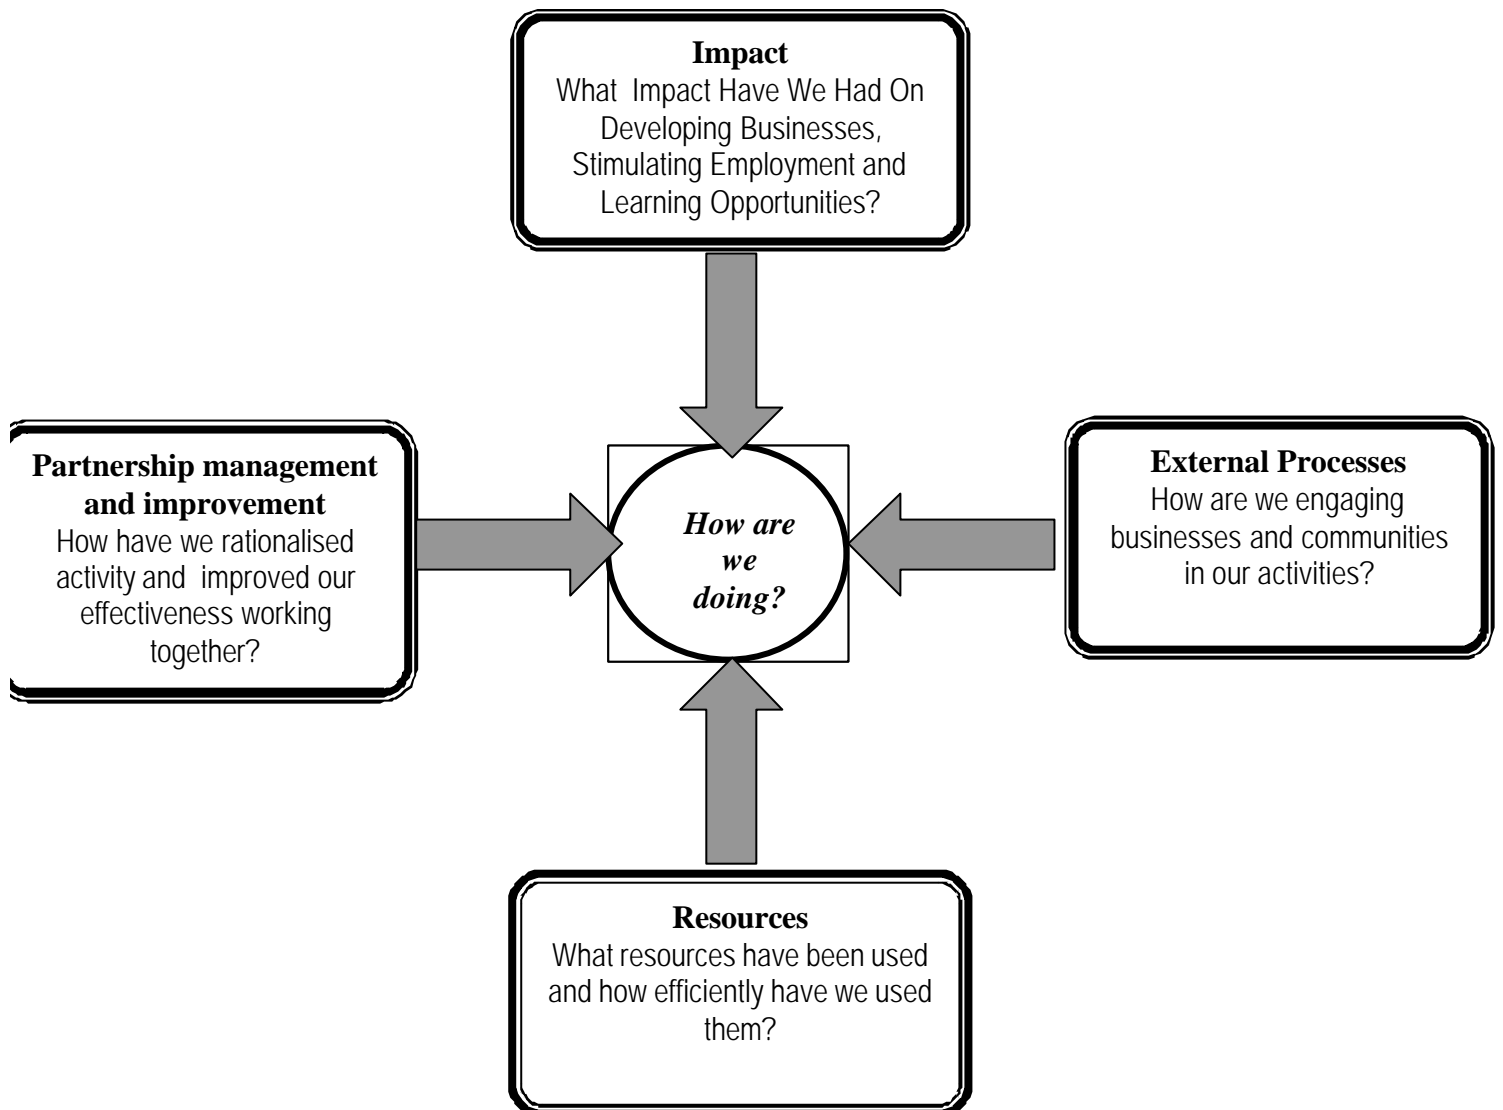 Impact
What Impact Have We Had On
Developing Businesses,
Stimulating Employment and
Learning Opportunities?
Partnership management
and improvement
How have we rationalised
activity and improved our
effectiveness working
together?
How are
we
doing?
External Processes
How are we engaging
businesses and communities
in our activities?
Resources
What resources have been used
and how efficiently have we used
them?